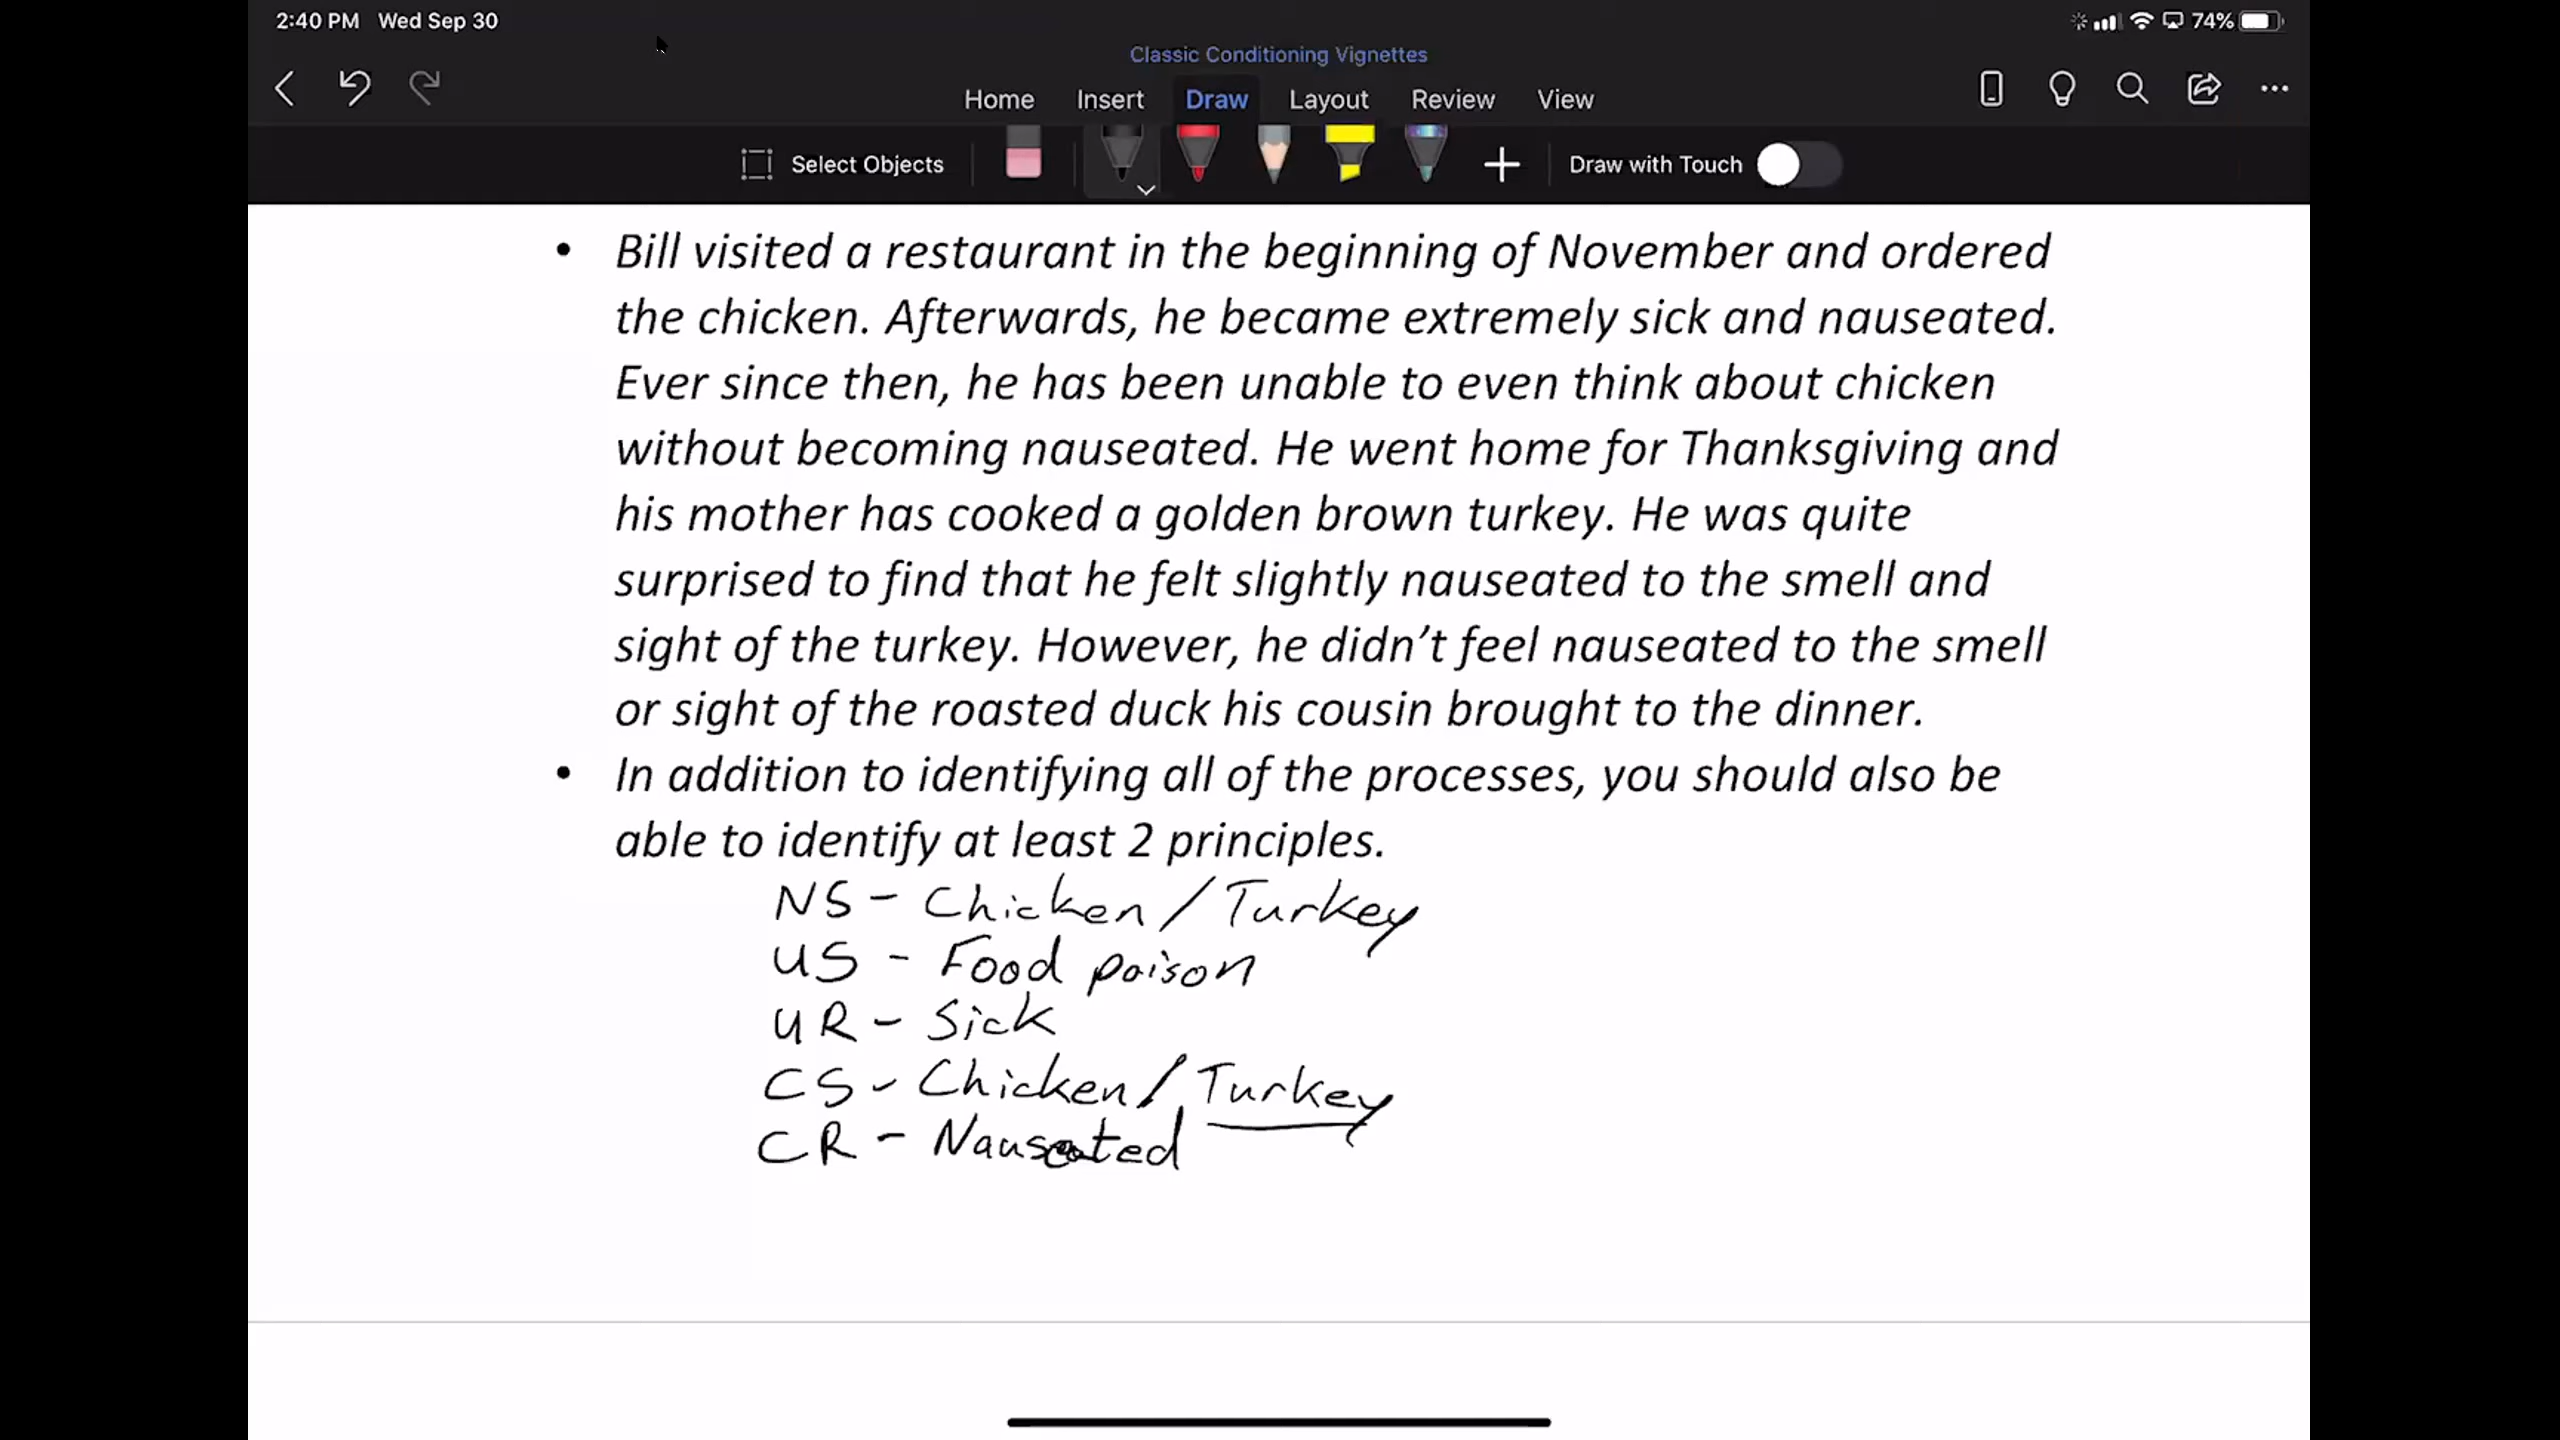 2:40 PM Wed Sep 30
74%
Classic Conditioning Vignettes
Home Insert Draw Layout Review View
Select Objects
Draw with Touch
• Bill visited a restaurant in the beginning of November and ordered
the chicken. Afterwards, he became extremely sick and nauseated.
Ever since then, he has been unable to even think about chicken
without becoming nauseated. He went home for Thanksgiving and
his mother has cooked a golden brown turkey. He was quite
surprised to find that he felt slightly nauseated to the smell and
sight of the turkey. However, he didn’t feel nauseated to the smell
or sight of the roasted duck his cousin brought to the dinner.
• In addition to identifying all of the processes, you should also be
able to identify at least 2 principles.
NS - Chicken / Turkey
US - Food poison
UR - Sick
CS - Chicken / Turkey
CR - Nauseated